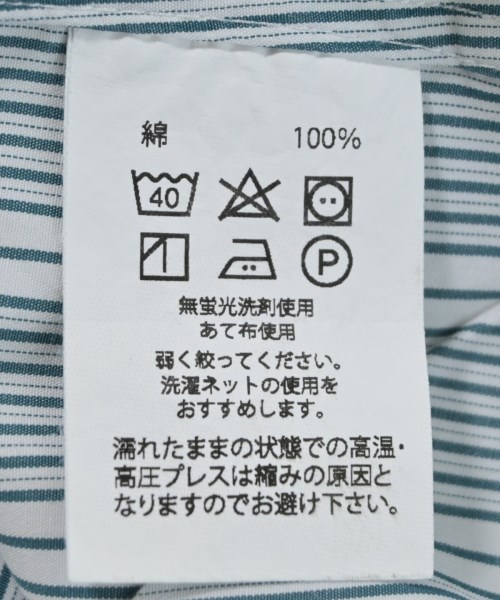 綿 100%
40
P
無蛍光洗剤使用
あて布使用
弱く絞ってください。
洗濯ネットの使用を
おすすめします。
濡れたままの状態での高温・
高圧プレスは縮みの原因と
なりますのでお避け下さい。